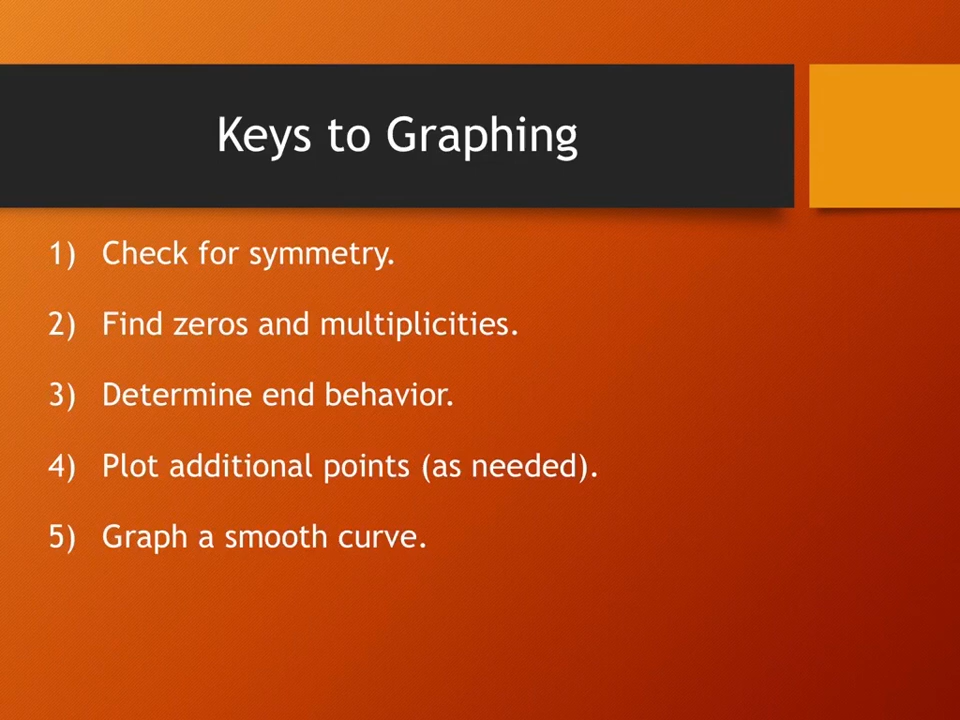 Keys to Graphing
1) Check for symmetry.
2) Find zeros and multiplicities.
3) Determine end behavior.
4) Plot additional points (as needed).
5) Graph a smooth curve.